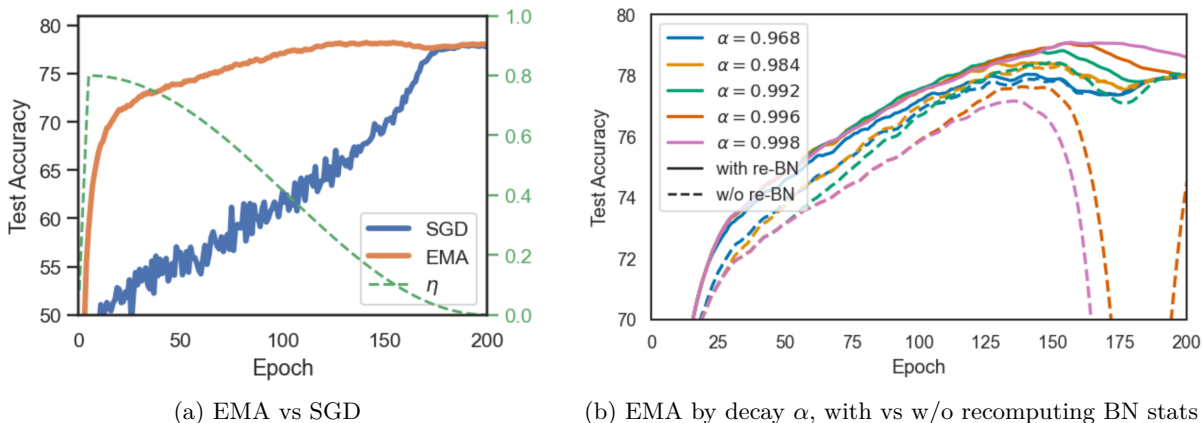 80
75
70
65
60
55
50
Test Accuracy
0
50
100
150
200
Epoch
1.0
0.8
0.6
0.4
0.2
0.0
SGD
EMA
η
(a) EMA vs SGD
80
78
76
74
72
70
Test Accuracy
0
25
50
75
100
125
150
175
200
Epoch
α = 0.968
α = 0.984
α = 0.992
α = 0.996
α = 0.998
with re-BN
w/o re-BN
(b) EMA by decay α, with vs w/o recomputing BN stats